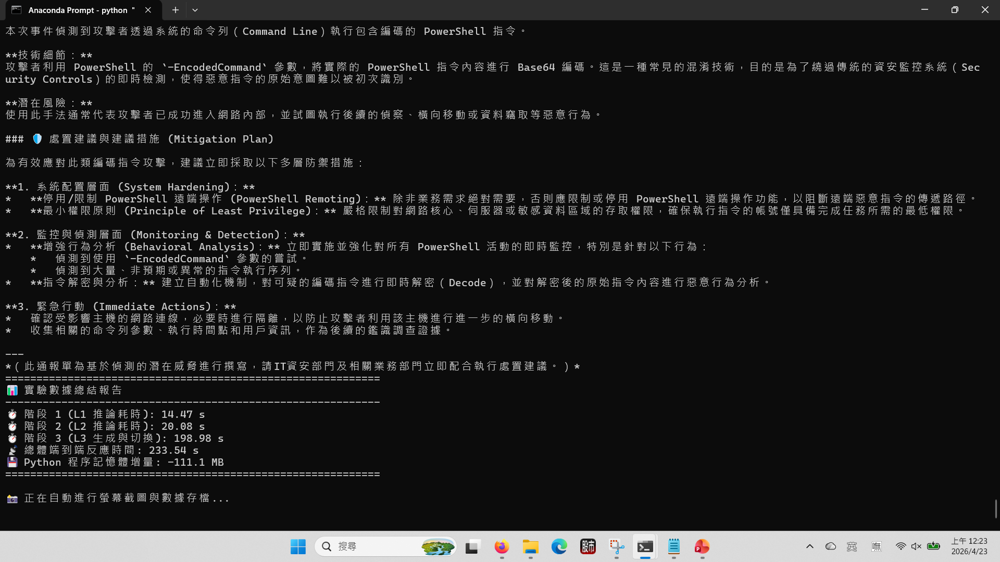 Anaconda Prompt - python "
本次事件偵測到攻擊者透過系統的命令列（Command Line）執行包含編碼的 PowerShell 指令。
**技術細節：**
攻擊者利用 PowerShell 的 `-EncodedCommand` 參數，將實際的 PowerShell 指令內容進行 Base64 編碼。這是一種常見的混淆技術，目的是為了繞過傳統的資安監控系統（Sec
urity Controls）的即時檢測，使得惡意指令的原始意圖難以被初次識別。
**潛在風險：**
使用此手法通常代表攻擊者已成功進入網路內部，並試圖執行後續的偵察、橫向移動或資料竊取等惡意行為。
### 🛡️ 處置建議與建議措施 (Mitigation Plan)
為有效應對此類編碼指令攻擊，建議立即採取以下多層防禦措施：
**1. 系統配置層面 (System Hardening)：**
*   **停用/限制 PowerShell 遠端操作 (PowerShell Remoting)：** 除非業務需求絕對需要，否則應限制或停用 PowerShell 遠端操作功能，以阻斷遠端惡意指令的傳遞路徑。
*   **最小權限原則 (Principle of Least Privilege)：** 嚴格限制對網路核心、伺服器或敏感資料區域的存取權限，確保執行指令的帳號僅具備完成任務所需的最低權限。
**2. 監控與偵測層面 (Monitoring & Detection)：**
*   **增強行為分析 (Behavioral Analysis)：** 立即實施並強化對所有 PowerShell 活動的即時監控，特別是針對以下行為：
    *   偵測到使用 `-EncodedCommand` 參數的嘗試。
    *   偵測到大量、非預期或異常的指令執行序列。
*   **指令解密與分析：** 建立自動化機制，對可疑的編碼指令進行即時解密（Decode），並對解密後的原始指令內容進行惡意行為分析。
**3. 緊急行動 (Immediate Actions)：**
*   確認受影響主機的網路連線，必要時進行隔離，以防止攻擊者利用該主機進行進一步的橫向移動。
*   收集相關的命令列參數、執行時間點和用戶資訊，作為後續的鑑識調查證據。
---
*（此通報單為基於偵測的潛在威脅進行撰寫，請IT資安部門及相關業務部門立即配合執行處置建議。）*
============================================================
📊 實驗數據總結報告
------------------------------------------------------------
⏱️ 階段 1 (L1 推論耗時): 14.47 s
⏱️ 階段 2 (L2 推論耗時): 20.08 s
⏱️ 階段 3 (L3 生成與切換): 198.98 s
📡 總體端到端反應時間: 233.54 s
💾 Python 程序記憶體增量: -111.1 MB
============================================================
📸 正在自動進行螢幕截圖與數據存檔...
搜尋
股市
P
英
嘸
上午 12:23
2026/4/23